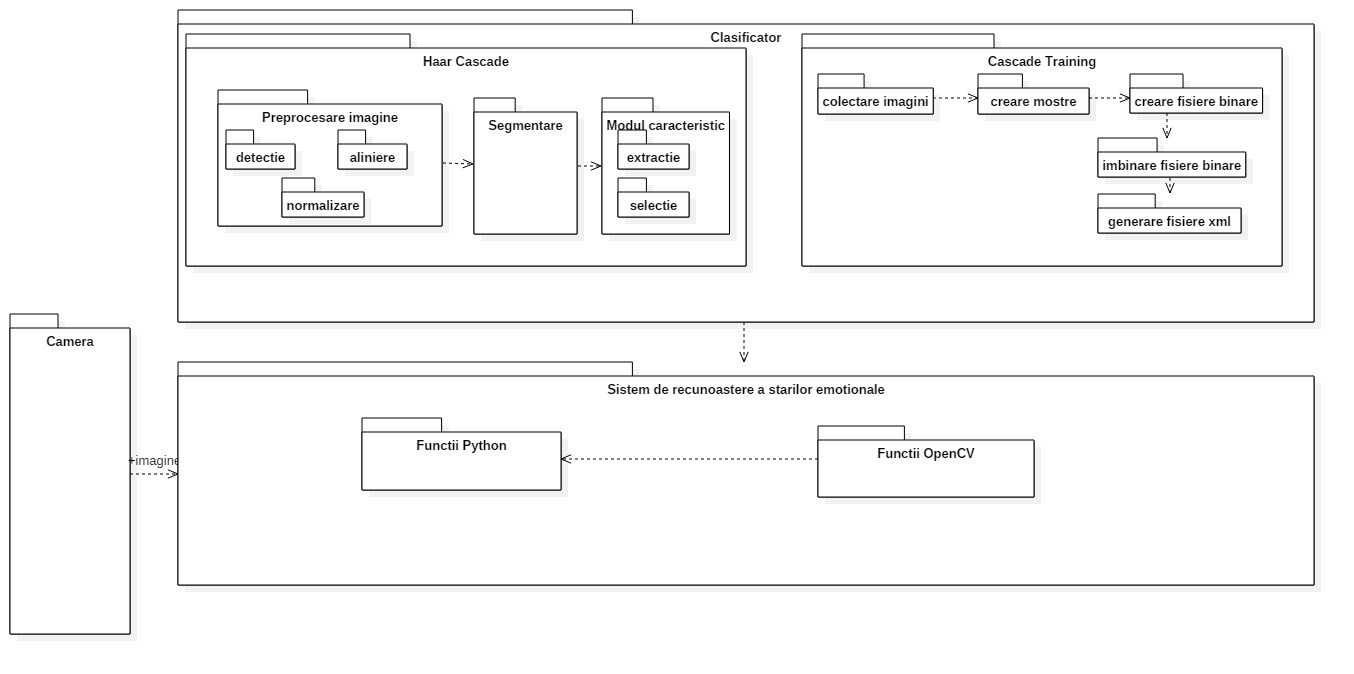 Clasificator
Haar Cascade
Preprocesare imagine
detectie
aliniere
normalizare
Segmentare
Modul caracteristic
extractie
selectie
Cascade Training
colectare imagini
creare mostre
creare fisiere binare
imbinare fisiere binare
generare fisiere xml
Camera
+imagine
Sistem de recunoastere a starilor emotionale
Functii Python
Functii OpenCV